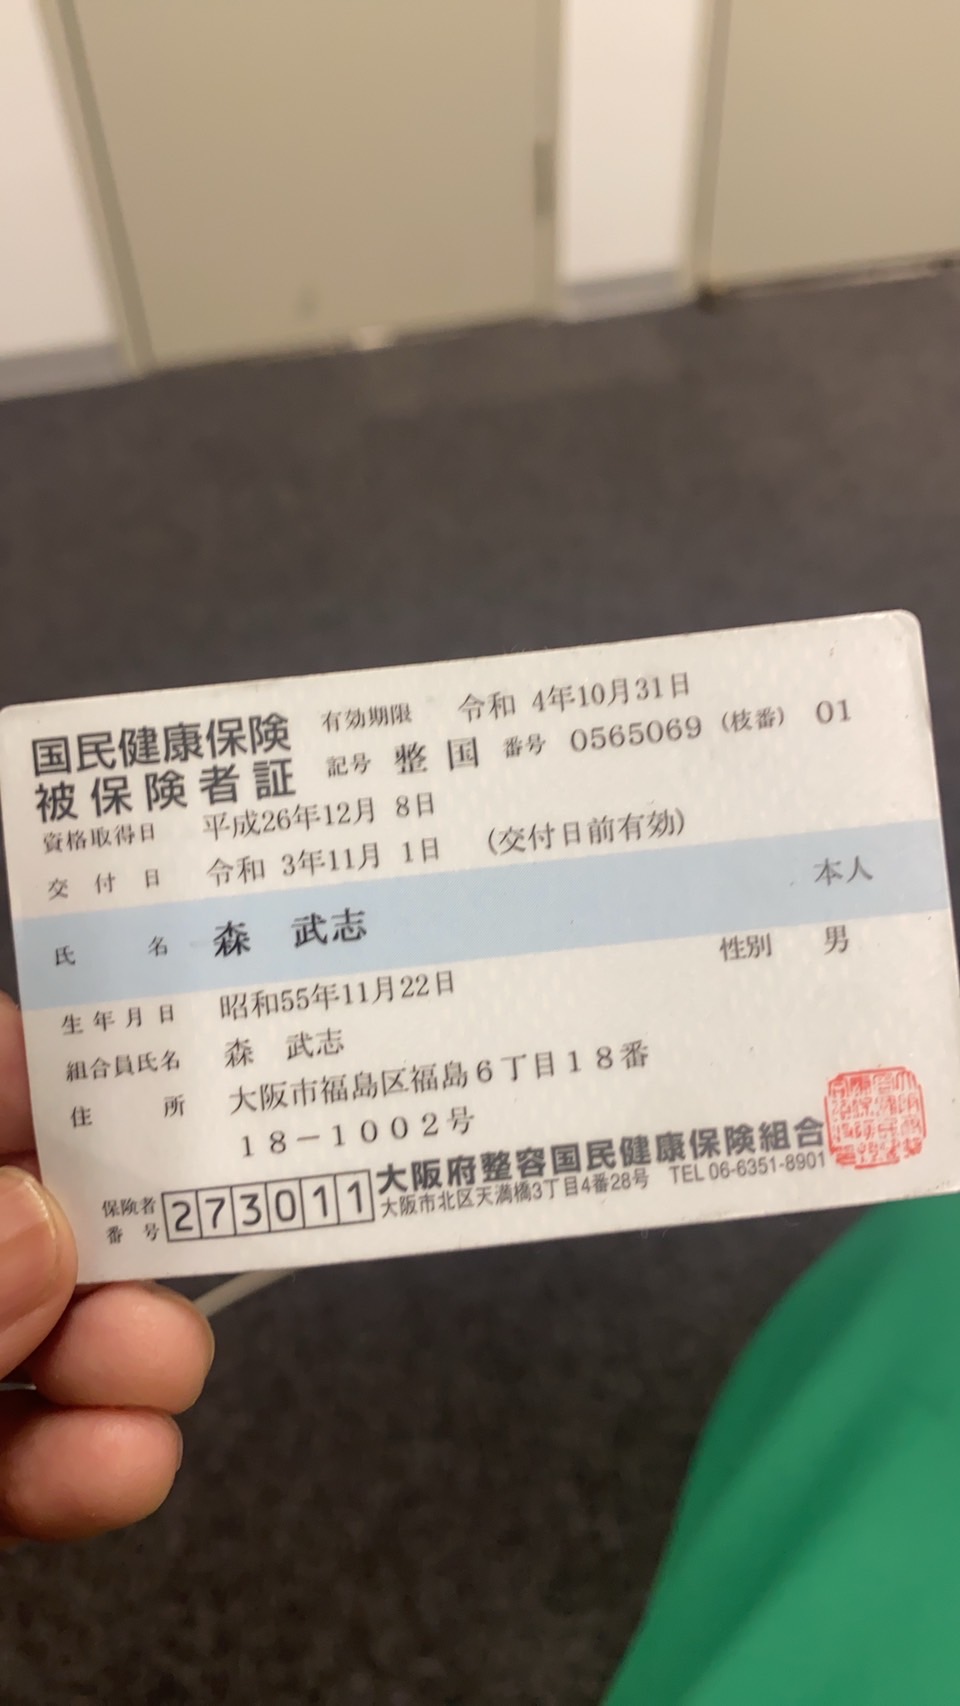 国民健康保険
被保険者証
有効期限 令和 4年10月31日
記号 整国 番号 0565069 (枝番) 01
資格取得日 平成26年12月 8日
交付日 令和 3年11月 1日 (交付日前有効)
氏名 森 武志 本人
生年月日 昭和55年11月22日 性別 男
組合員氏名 森 武志
住所 大阪市福島区福島6丁目18番
18-1002号
保険者番号 273011 大阪府整容国民健康保険組合
大阪市北区天満橋3丁目4番28号 TEL 06-6351-8901